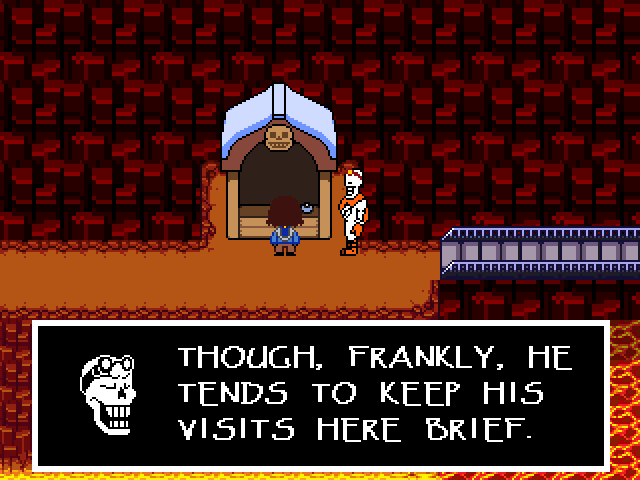 THOUGH, FRANKLY, HE
TENDS TO KEEP HIS
VISITS HERE BRIEF.